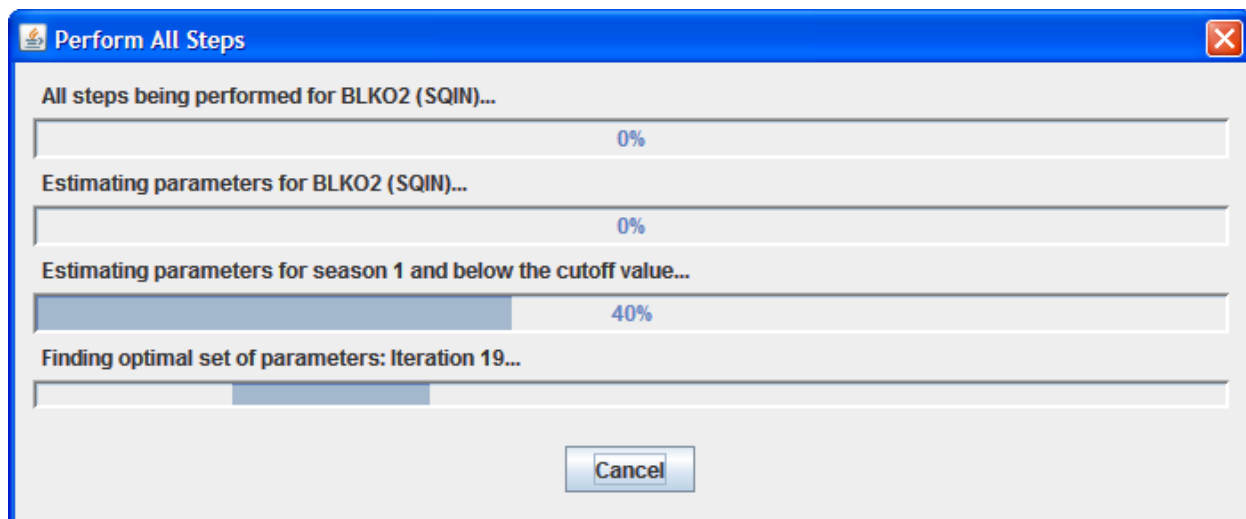 Perform All Steps
All steps being performed for BLKO2 (SQIN)...
0%
Estimating parameters for BLKO2 (SQIN)...
0%
Estimating parameters for season 1 and below the cutoff value...
40%
Finding optimal set of parameters: Iteration 19...
Cancel